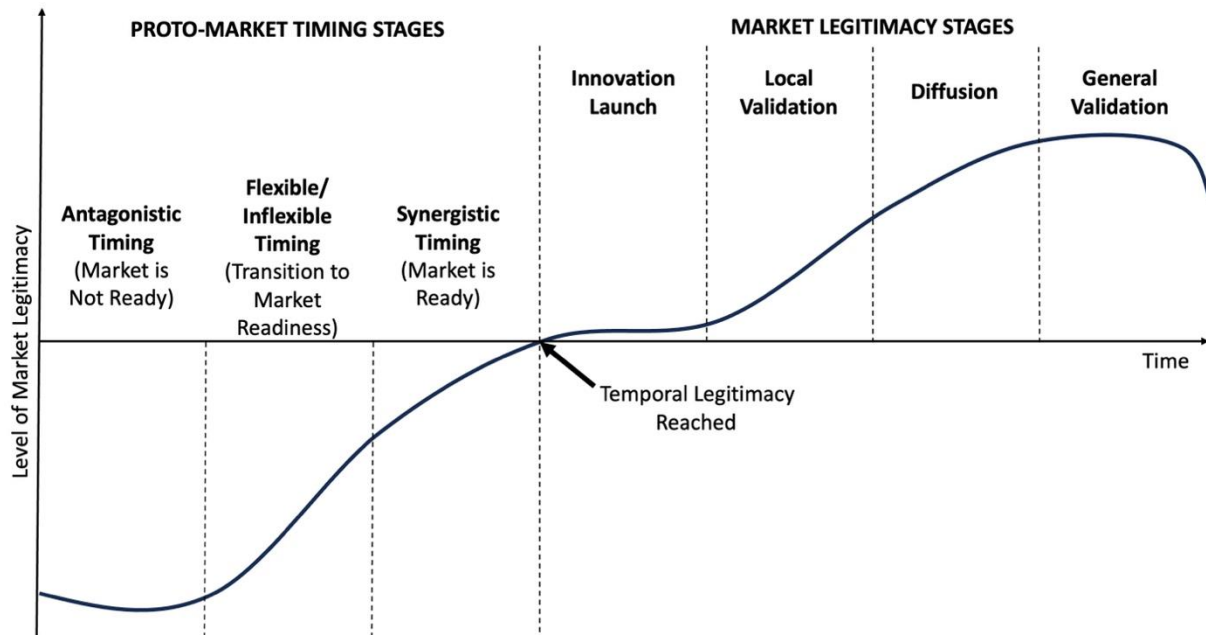 PROTO-MARKET TIMING STAGES
MARKET LEGITIMACY STAGES
Innovation
Launch
Local
Validation
Diffusion
General
Validation
Antagonistic
Timing
(Market is
Not Ready)
Flexible/
Inflexible
Timing
(Transition to
Market
Readiness)
Synergistic
Timing
(Market is
Ready)
Level of Market Legitimacy
Time
Temporal Legitimacy
Reached